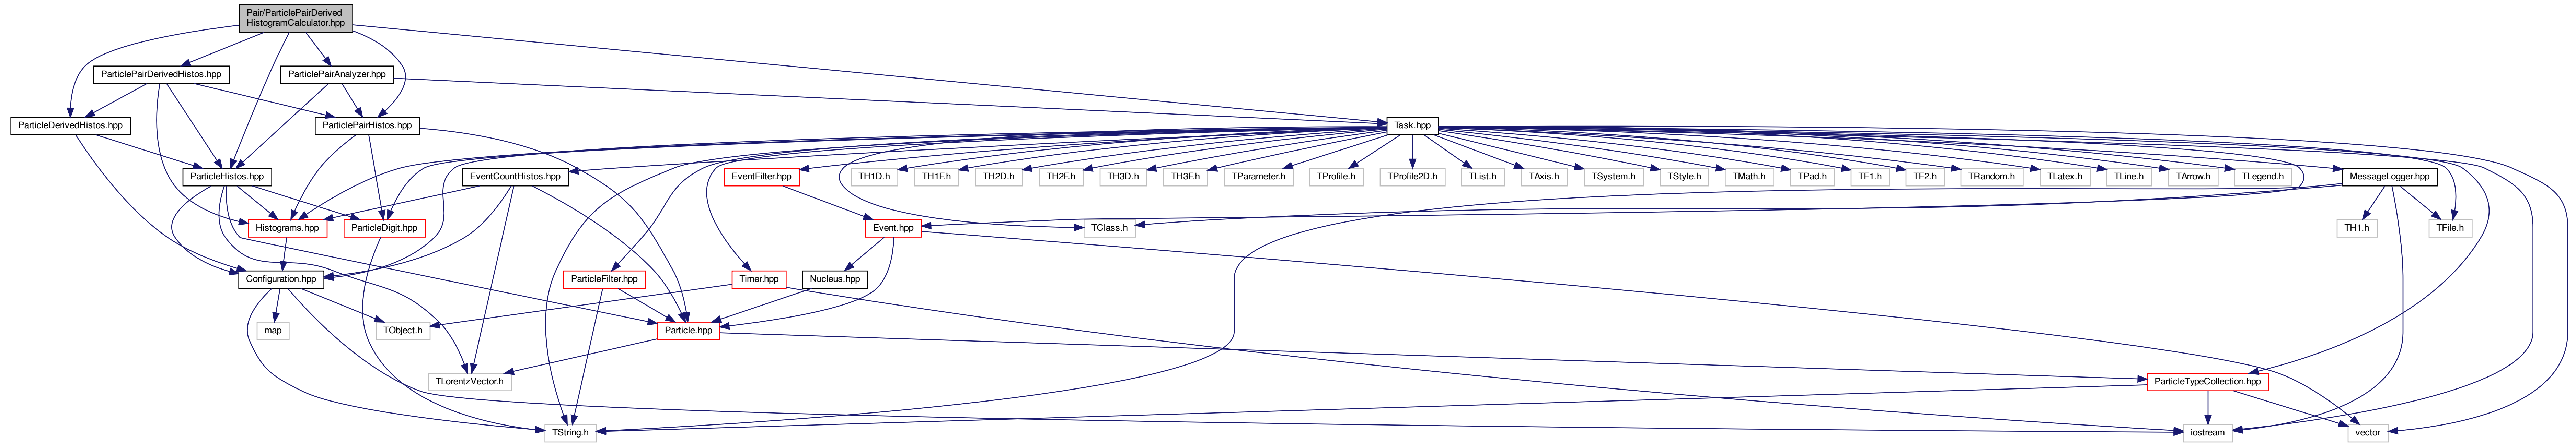 Pair/ParticlePairDerived
HistogramCalculator.hpp
ParticlePairDerivedHistos.hpp
ParticlePairAnalyzer.hpp
ParticleDerivedHistos.hpp
ParticlePairHistos.hpp
Task.hpp
ParticleHistos.hpp
EventCountHistos.hpp
EventFilter.hpp
TH1D.h
TH1F.h
TH2D.h
TH2F.h
TH3D.h
TH3F.h
TParameter.h
TProfile.h
TProfile2D.h
TList.h
TAxis.h
TSystem.h
TStyle.h
TMath.h
TPad.h
TF1.h
TF2.h
TRandom.h
TLatex.h
TLine.h
TArrow.h
TLegend.h
MessageLogger.hpp
Histograms.hpp
ParticleDigit.hpp
Event.hpp
TClass.h
TH1.h
TFile.h
Configuration.hpp
ParticleFilter.hpp
Timer.hpp
Nucleus.hpp
map
TObject.h
Particle.hpp
TLorentzVector.h
ParticleTypeCollection.hpp
TString.h
iostream
vector